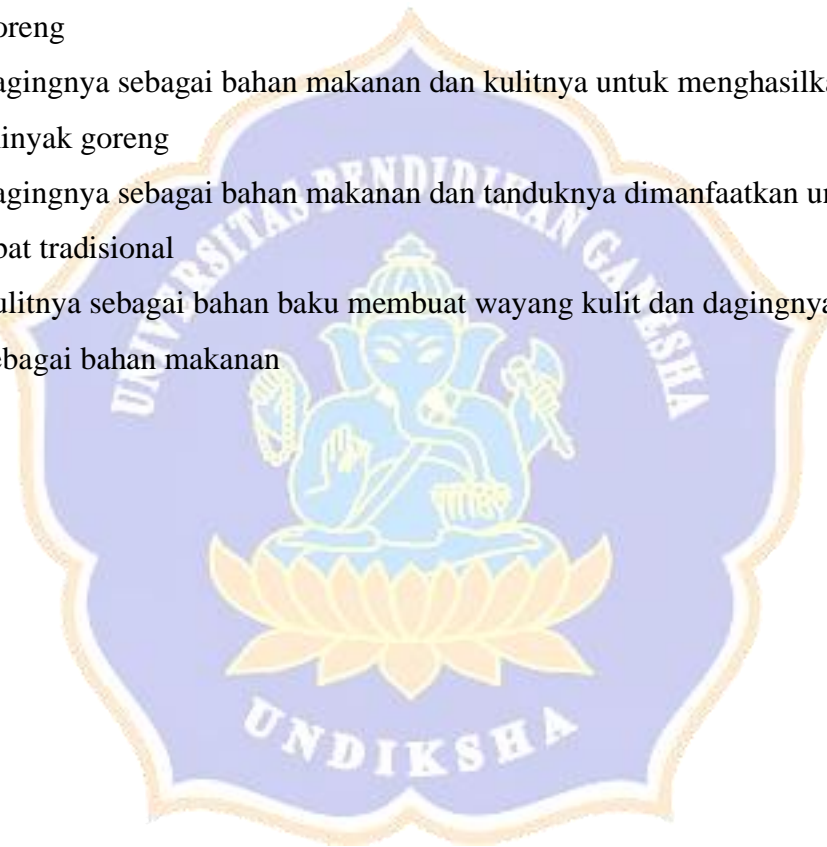 oreng
agingnya sebagai bahan makanan dan kulitnya untuk menghasilka
inyak goreng
agingnya sebagai bahan makanan dan tanduknya dimanfaatkan un
bat tradisional
ulitnya sebagai bahan baku membuat wayang kulit dan dagingnya
ebagai bahan makanan
UNIVERSITAS PENDIDIKAN GANESHA
UNDIKSHA